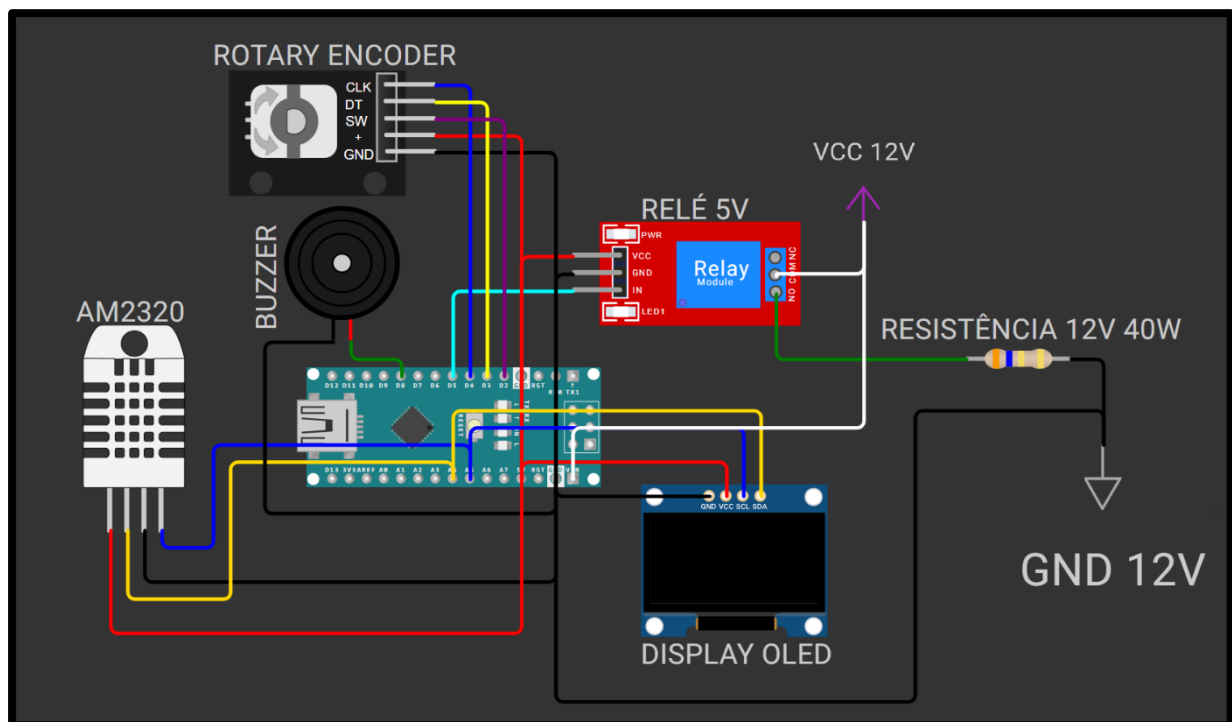 ROTARY ENCODER
CLK
DT
SW
+
GND
VCC 12V
RELÉ 5V
PWR
VCC
GND
IN
LED1
Relay
Module
NO COM NC
BUZZER
AM2320
RESISTÊNCIA 12V 40W
D12 D11 D10 D9 D8 D7 D6 D5 D4 D3 D2 GND RST RX0 TX1
RESET
D13 3V3 AREF A0 A1 A2 A3 A4 A5 A6 A7 5V RST GND VIN
GND VCC SCL SDA
GND 12V
DISPLAY OLED